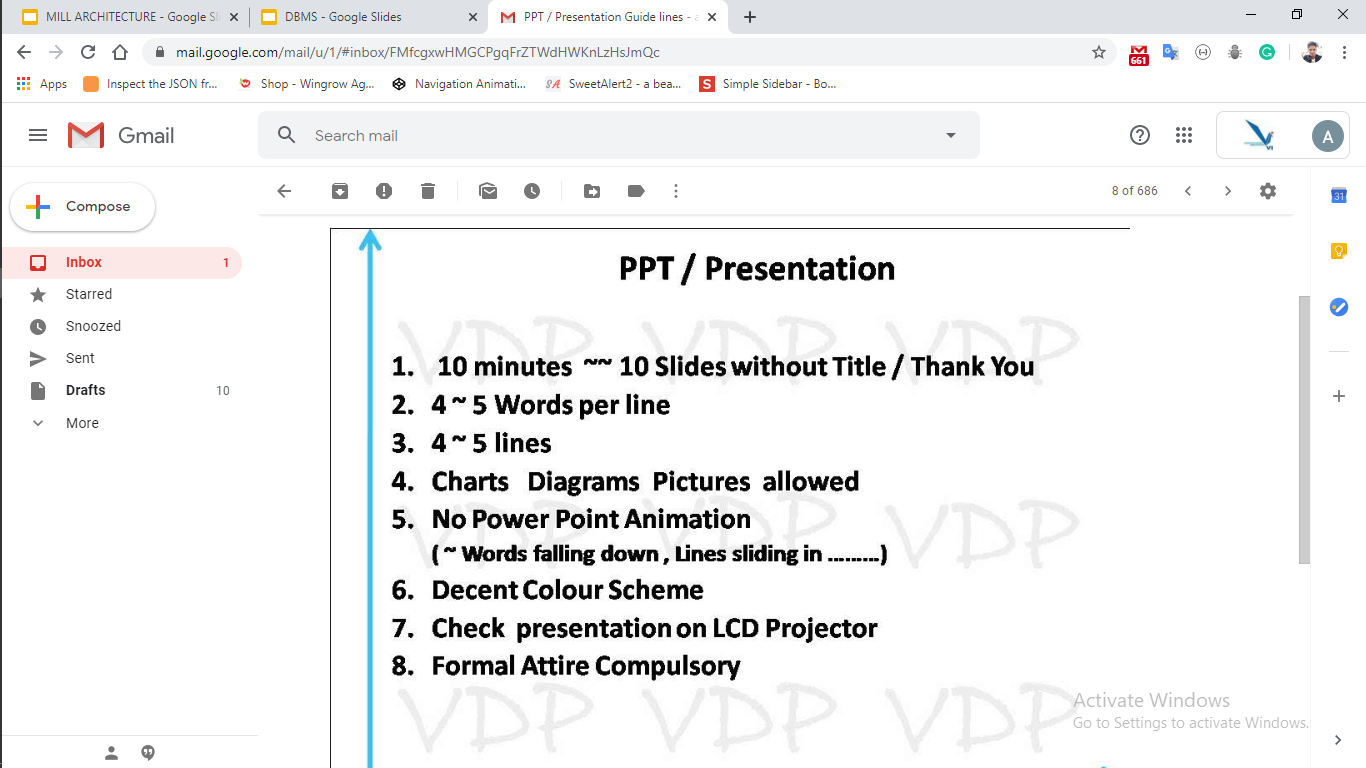 MILL ARCHITECTURE - Google Sl
DBMS - Google Slides
PPT / Presentation Guide lines - a
mail.google.com/mail/u/1/#inbox/FMfcgxwHMGCPgqFrZTWdHWKnLzHsJmQc
661
Apps
Inspect the JSON fr...
Shop - Wingrow Ag...
Navigation Animati...
SA SweetAlert2 - a bea...
S Simple Sidebar - Bo...
Gmail
Search mail
VI
A
Compose
8 of 686
31
Inbox 1
Starred
Snoozed
Sent
Drafts 10
More
PPT / Presentation
VDP VDP VDP
1. 10 minutes ~~ 10 Slides without Title / Thank You
2. 4 ~ 5 Words per line
3. 4 ~ 5 lines
4. Charts Diagrams Pictures allowed
VDP VDP VDP
5. No Power Point Animation
( ~ Words falling down , Lines sliding in .........)
6. Decent Colour Scheme
7. Check presentation on LCD Projector
8. Formal Attire Compulsory
VDP VDP VDP
Activate Windows
Go to Settings to activate Windows.